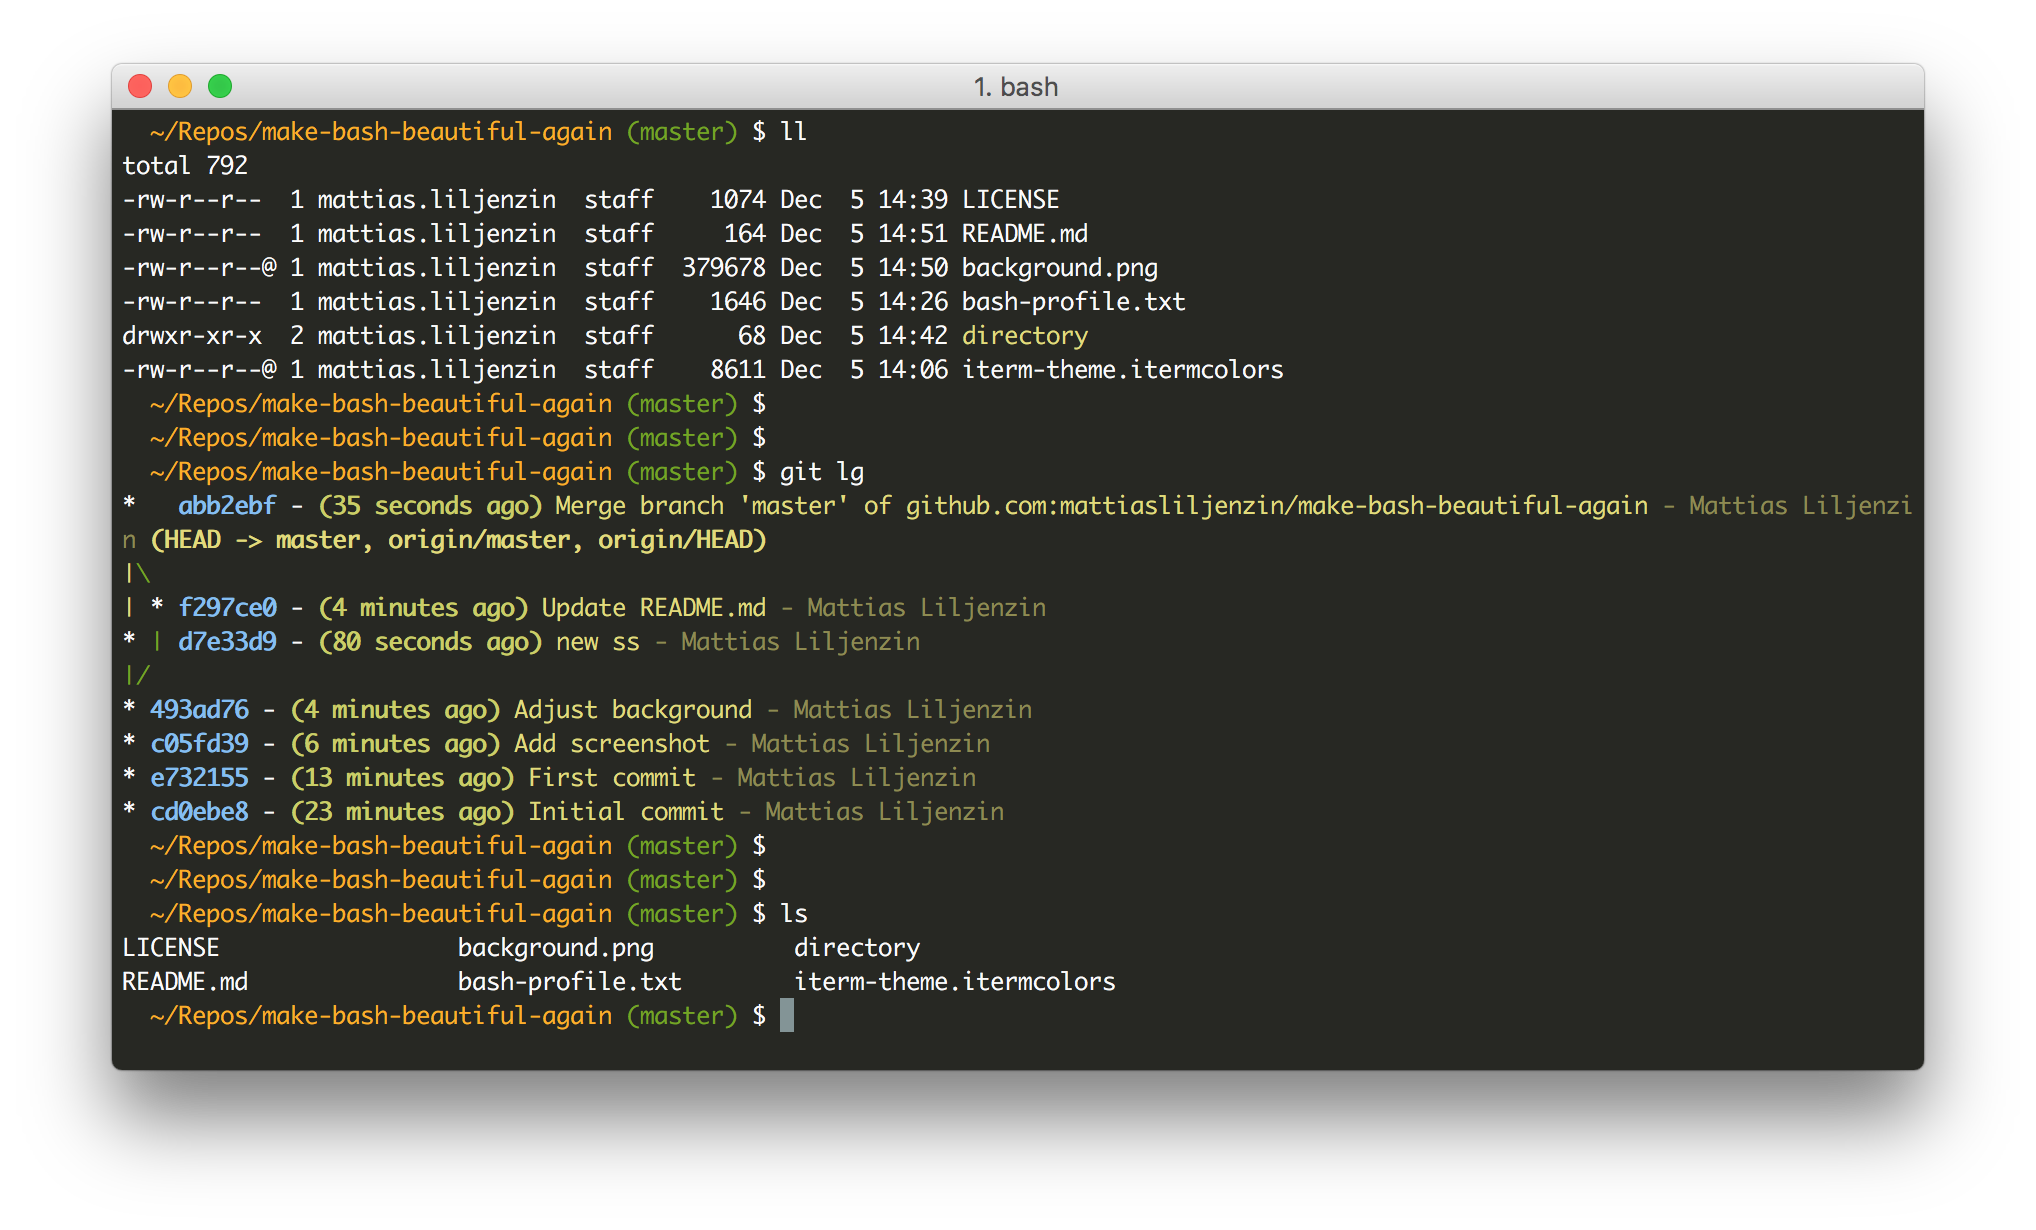 1. bash
  ~/Repos/make-bash-beautiful-again (master) $ ll
total 792
-rw-r--r--  1 mattias.liljenzin  staff    1074 Dec  5 14:39 LICENSE
-rw-r--r--  1 mattias.liljenzin  staff     164 Dec  5 14:51 README.md
-rw-r--r--@ 1 mattias.liljenzin  staff  379678 Dec  5 14:50 background.png
-rw-r--r--  1 mattias.liljenzin  staff    1646 Dec  5 14:26 bash-profile.txt
drwxr-xr-x  2 mattias.liljenzin  staff      68 Dec  5 14:42 directory
-rw-r--r--@ 1 mattias.liljenzin  staff    8611 Dec  5 14:06 iterm-theme.itermcolors
  ~/Repos/make-bash-beautiful-again (master) $
  ~/Repos/make-bash-beautiful-again (master) $
  ~/Repos/make-bash-beautiful-again (master) $ git lg
*   abb2ebf - (35 seconds ago) Merge branch 'master' of github.com:mattiasliljenzin/make-bash-beautiful-again - Mattias Liljenzi
n (HEAD -> master, origin/master, origin/HEAD)
|\
| * f297ce0 - (4 minutes ago) Update README.md - Mattias Liljenzin
* | d7e33d9 - (80 seconds ago) new ss - Mattias Liljenzin
|/
* 493ad76 - (4 minutes ago) Adjust background - Mattias Liljenzin
* c05fd39 - (6 minutes ago) Add screenshot - Mattias Liljenzin
* e732155 - (13 minutes ago) First commit - Mattias Liljenzin
* cd0ebe8 - (23 minutes ago) Initial commit - Mattias Liljenzin
  ~/Repos/make-bash-beautiful-again (master) $
  ~/Repos/make-bash-beautiful-again (master) $
  ~/Repos/make-bash-beautiful-again (master) $ ls
LICENSE                 background.png          directory
README.md               bash-profile.txt        iterm-theme.itermcolors
  ~/Repos/make-bash-beautiful-again (master) $